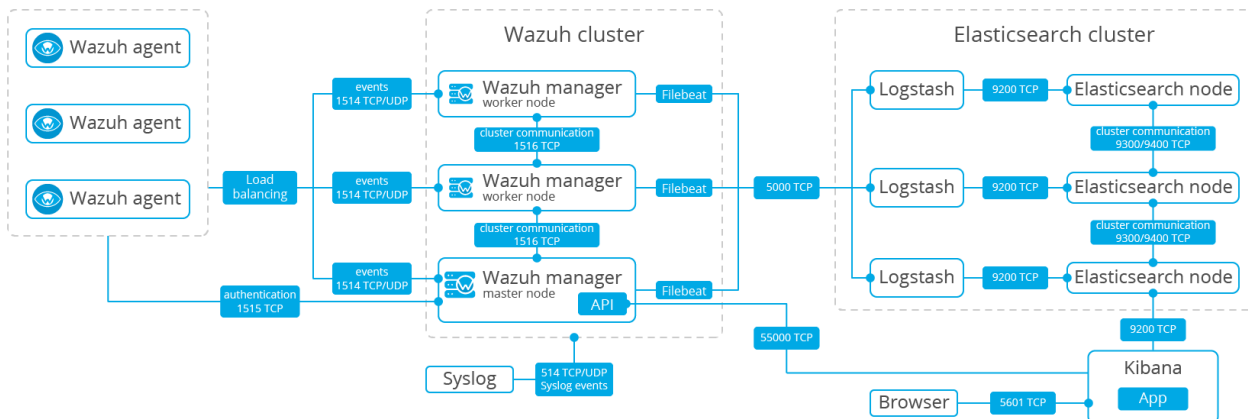 Wazuh agent
Wazuh agent
Wazuh agent
Load
balancing
authentication
1515 TCP
events
1514 TCP/UDP
events
1514 TCP/UDP
events
1514 TCP/UDP
Wazuh cluster
Wazuh manager
worker node
cluster communication
1516 TCP
Wazuh manager
worker node
cluster communication
1516 TCP
Wazuh manager
master node
API
Filebeat
Filebeat
Filebeat
Syslog
514 TCP/UDP
Syslog events
5000 TCP
55000 TCP
Elasticsearch cluster
Logstash
9200 TCP
Elasticsearch node
cluster communication
9300/9400 TCP
Logstash
9200 TCP
Elasticsearch node
cluster communication
9300/9400 TCP
Logstash
9200 TCP
Elasticsearch node
9200 TCP
Kibana
App
Browser
5601 TCP